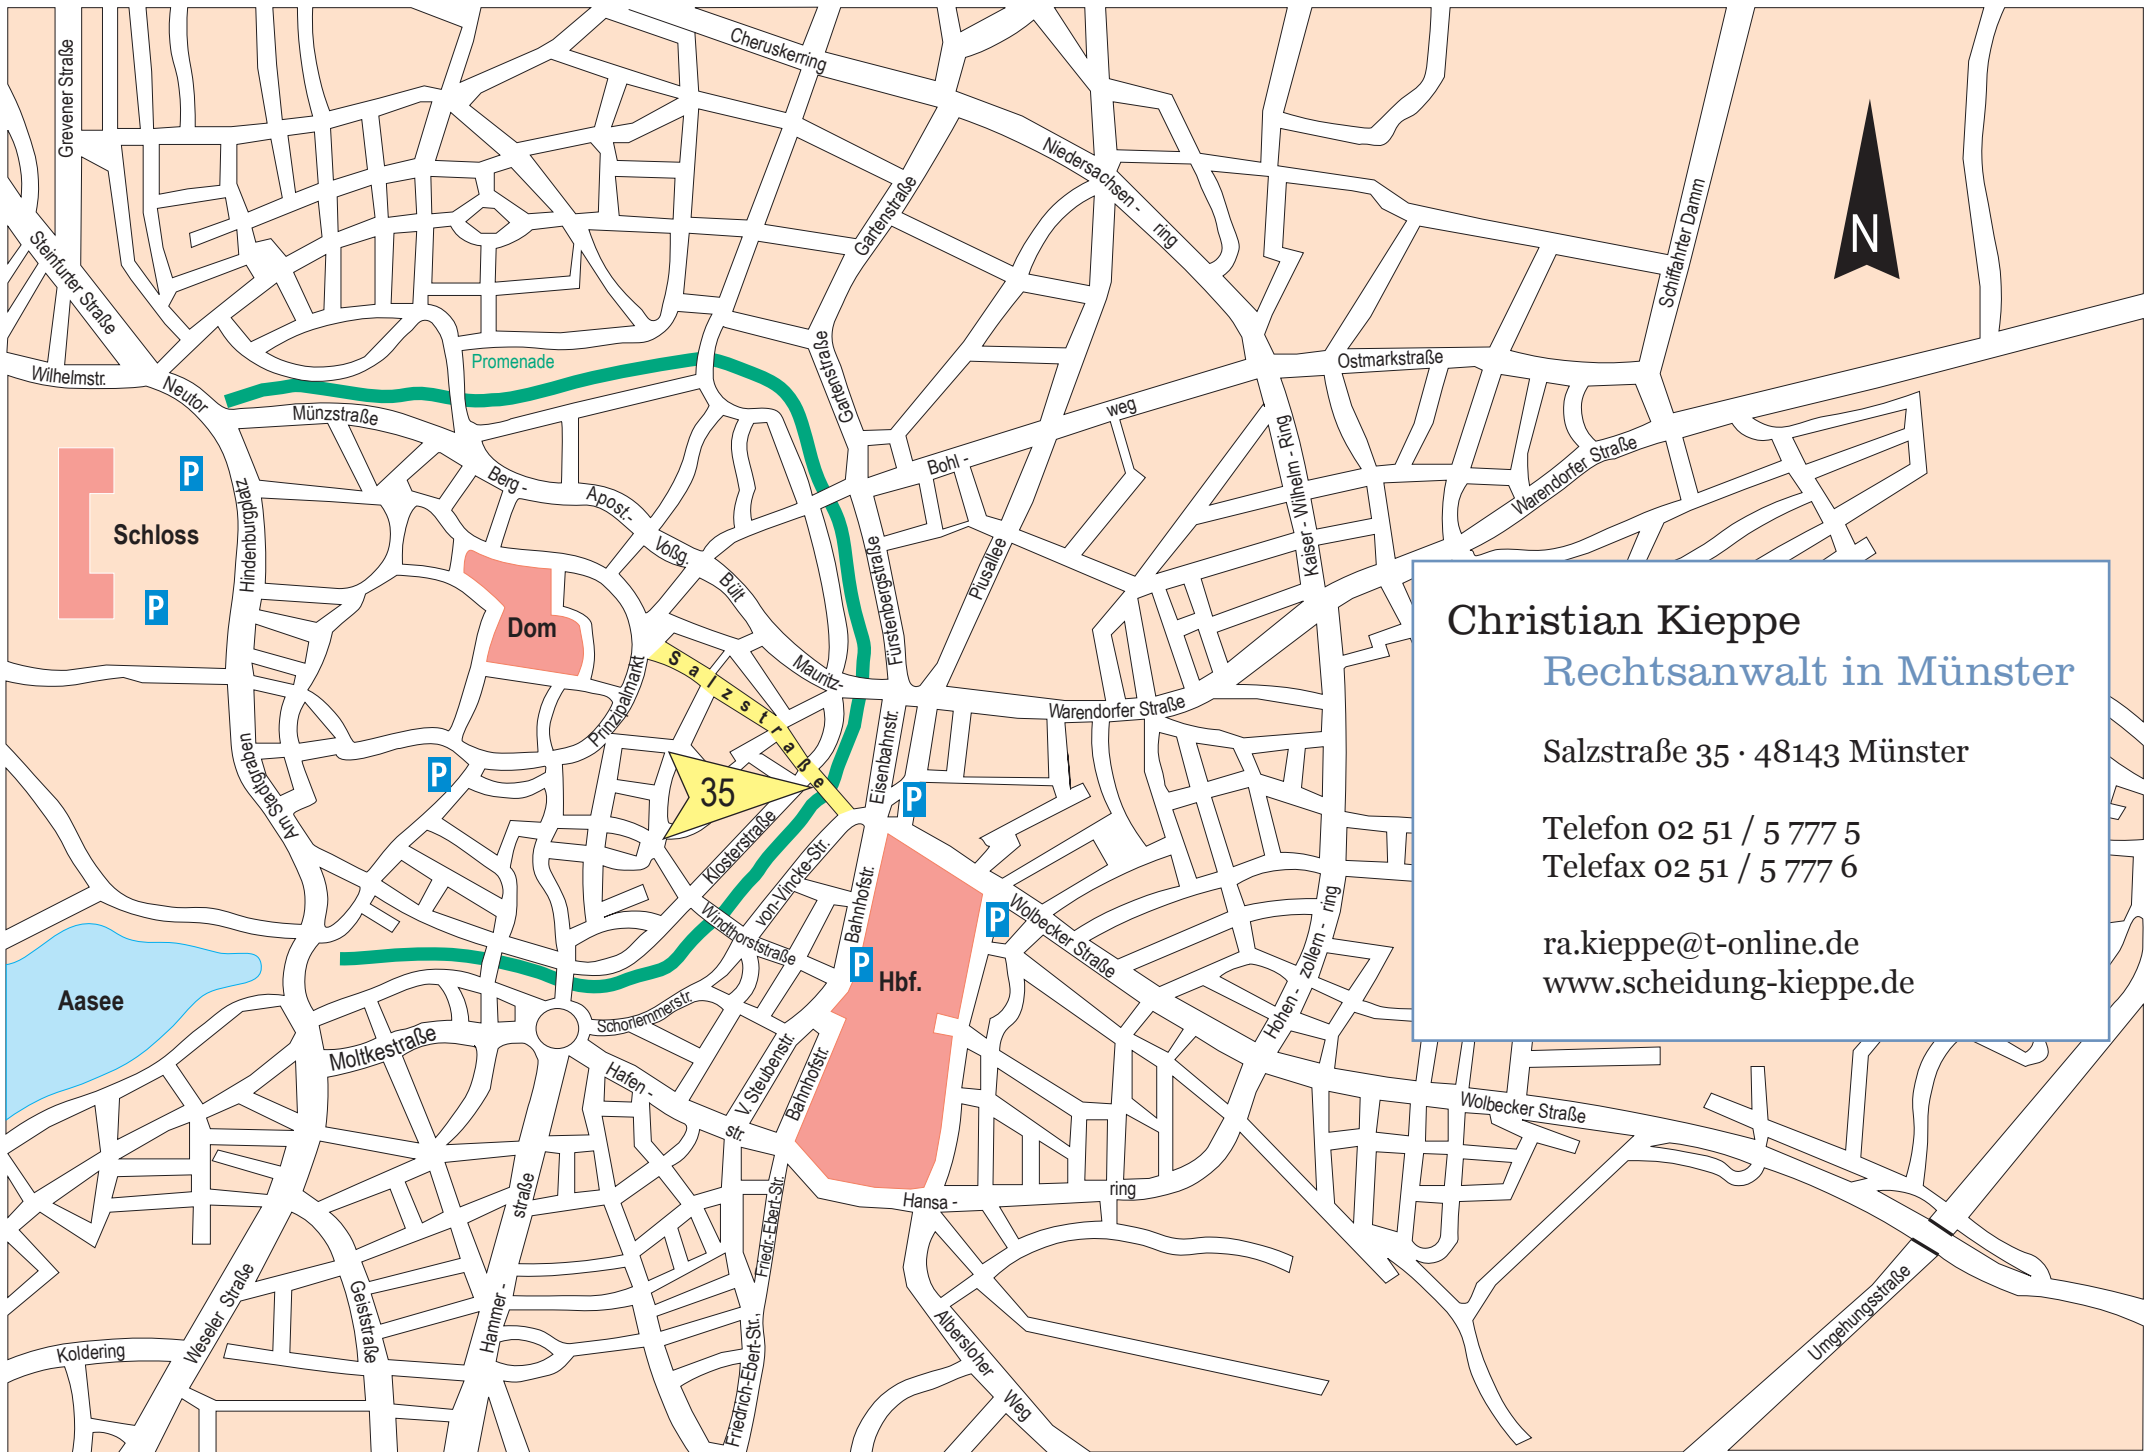 Cheruskerring
Grevener Straße
Niedersachsen -
ring
Gartenstraße
Schiffahrter Damm
N
Steinfurter Straße
Promenade
Gartenstraße
Ostmarkstraße
Wilhelmstr.
Neutor
Münzstraße
weg
Bohl -
Kaiser - Wilhelm - Ring
Warendorfer Straße
P
Berg -
Apost.-
Voßg.
Bült
Schloss
Hindenburgplatz
Fürstenbergstraße
Piusallee
P
Dom
Salzstraße
Mauritz-
Prinzipalmarkt
Warendorfer Straße
Eisenbahnstr.
Am Stadtgraben
P
35
P
Klosterstraße
von-Vincke-Str.
Bahnhofstr.
Windthorststraße
P
Wolbecker Straße
P
Hbf.
Hohen - zollern - ring
Aasee
Schorlemmerstr.
Moltkestraße
Hafen -
str.
V. Steubenstr.
Bahnhofstr.
Wolbecker Straße
Hansa -
ring
Hammer -
straße
Friedr.-Ebert-Str.
Friedrich-Ebert-Str.,
Weseler Straße
Geiststraße
Koldering
Albersloher
Weg
Umgehungsstraße
Christian Kieppe
Rechtsanwalt in Münster
Salzstraße 35 · 48143 Münster
Telefon 02 51 / 5 777 5
Telefax 02 51 / 5 777 6
ra.kieppe@t-online.de
www.scheidung-kieppe.de